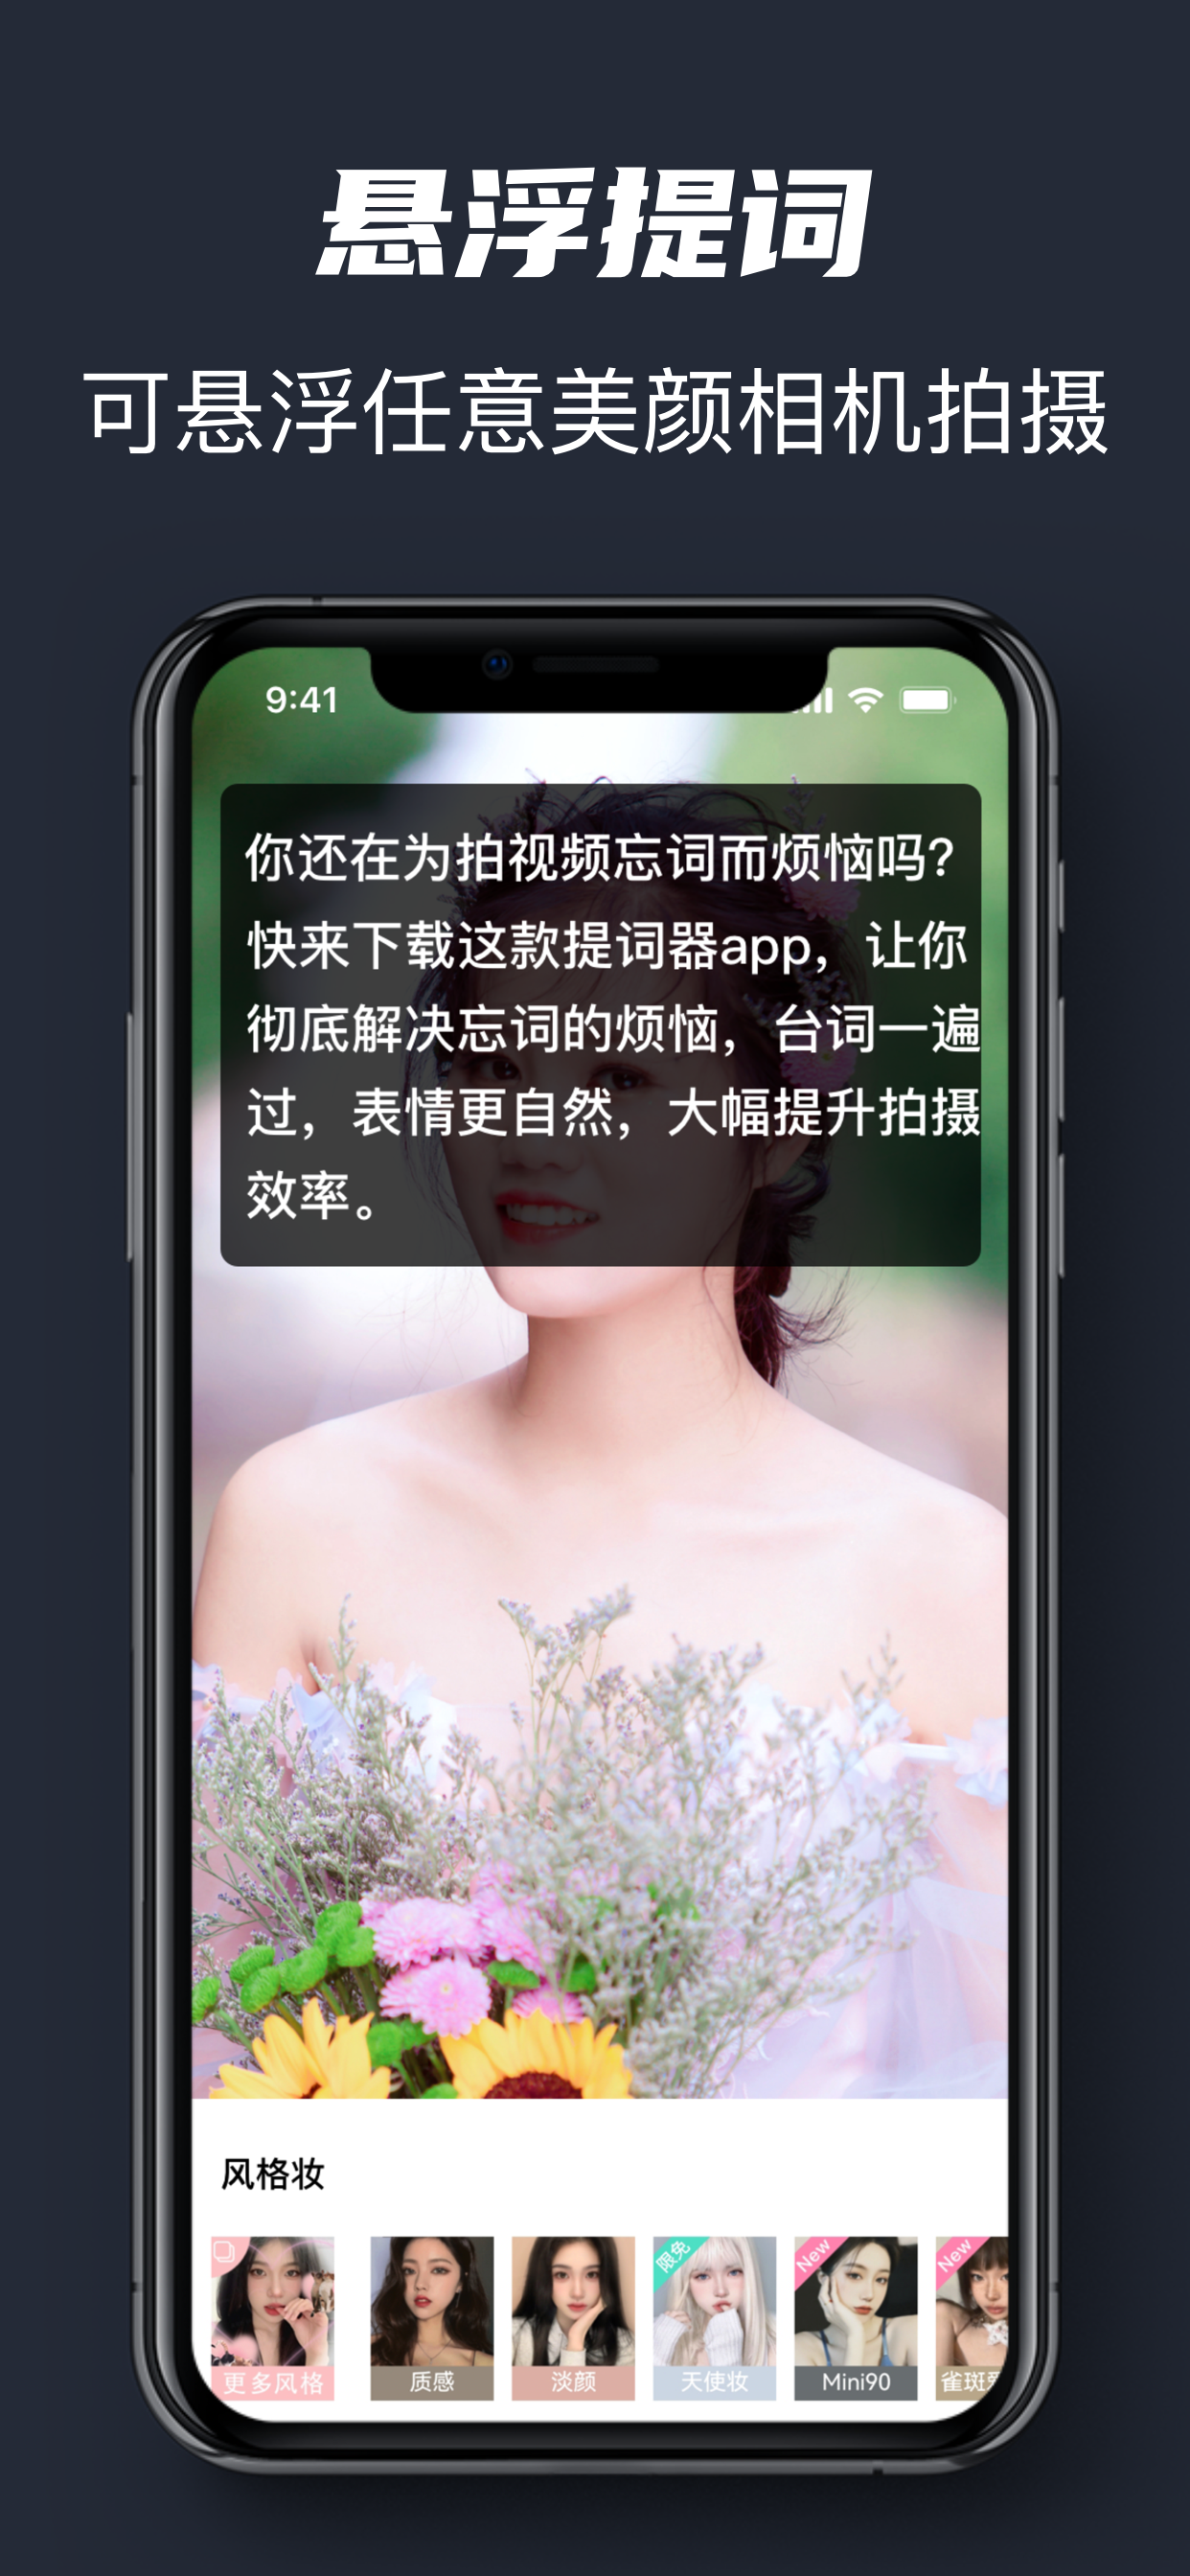 悬浮提词
可悬浮任意美颜相机拍摄
9:41
你还在为拍视频忘词而烦恼吗?
快来下载这款提词器app，让你
彻底解决忘词的烦恼，台词一遍
过，表情更自然，大幅提升拍摄
效率。
风格妆
限免
New
New
更多风格
质感
淡颜
天使妆
Mini90
雀斑